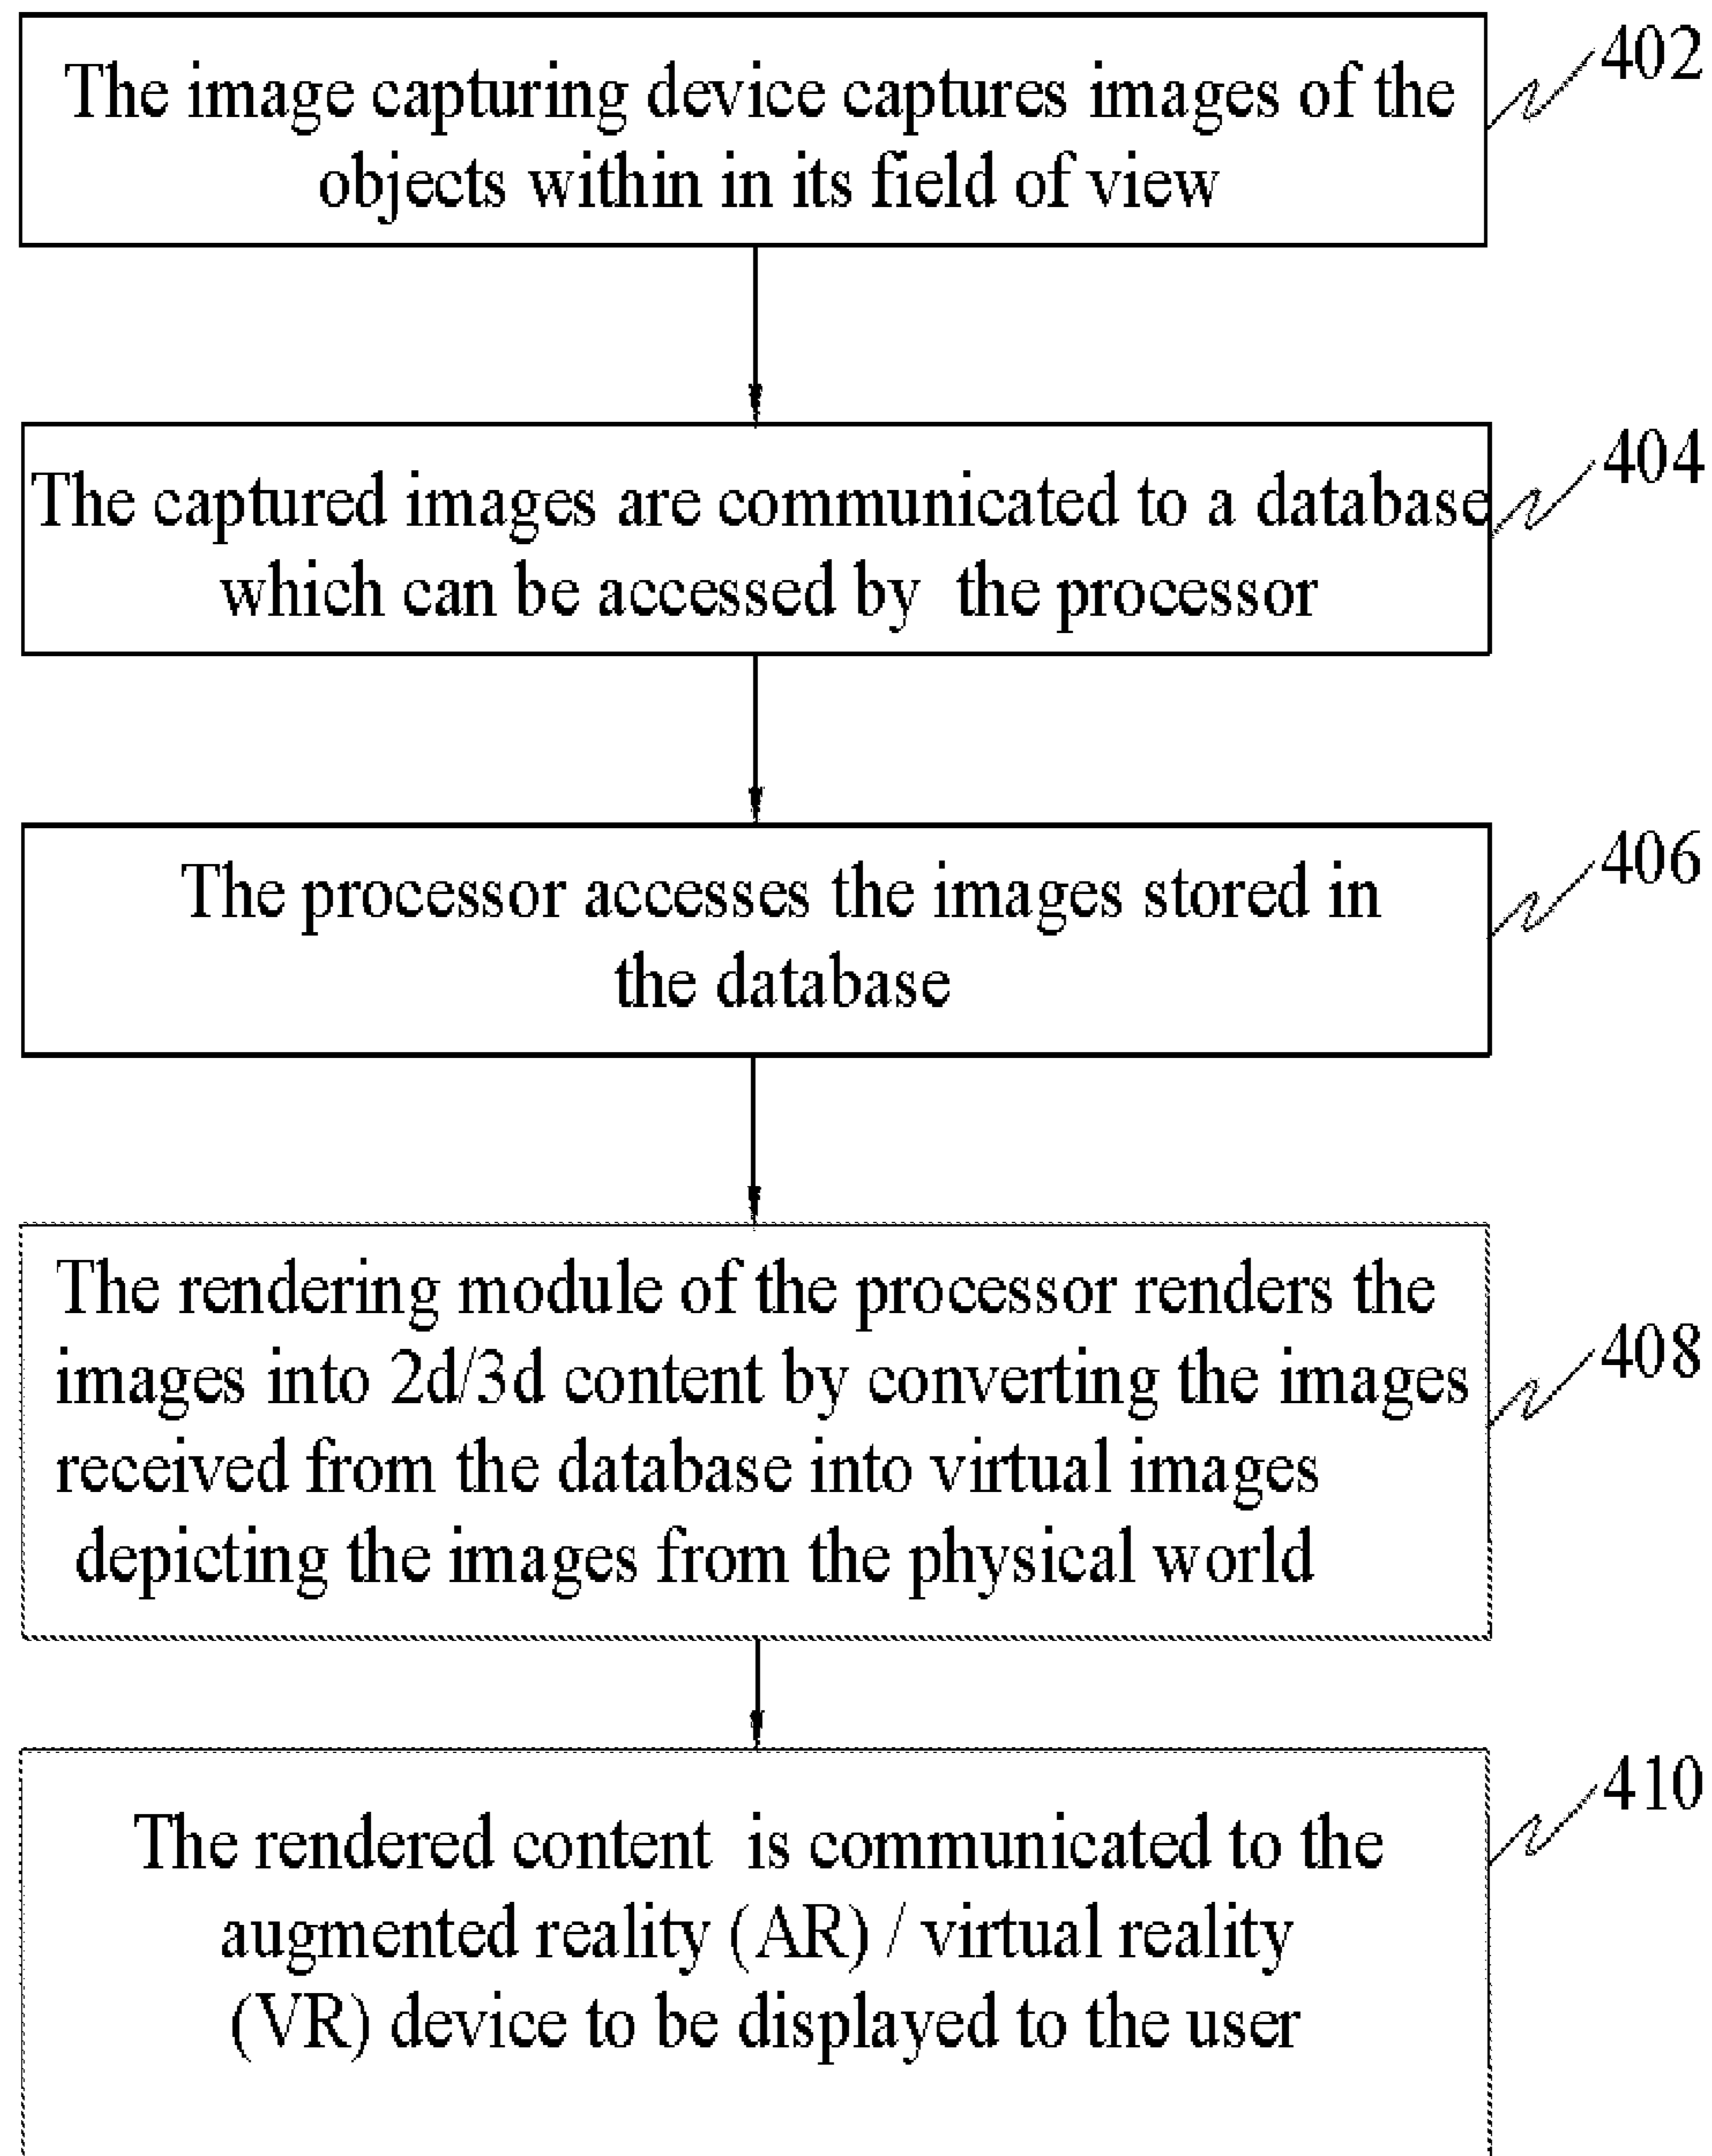 The image capturing device captures images of the
objects within in its field of view
402
The captured images are communicated to a database
which can be accessed by the processor
404
The processor accesses the images stored in
the database
406
The rendering module of the processor renders the
images into 2d/3d content by converting the images
received from the database into virtual images
depicting the images from the physical world
408
The rendered content is communicated to the
augmented reality (AR) / virtual reality
(VR) device to be displayed to the user
410